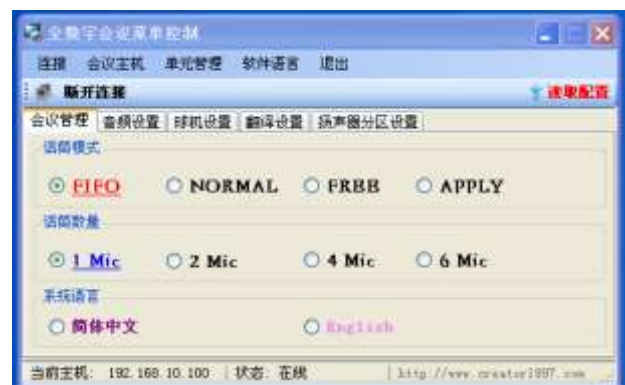 全数字会议菜单控制
连接 会议主机 单元管理 软件语言 退出
断开连接 读取配置
会议管理 音频设置 球机设置 翻译设置 扬声器分区设置
话筒模式
FIFO NORMAL FREE APPLY
话筒数量
1 Mic 2 Mic 4 Mic 6 Mic
系统语言
简体中文 English
当前主机: 192.168.10.100 状态: 在线 http://www.creator1997.com